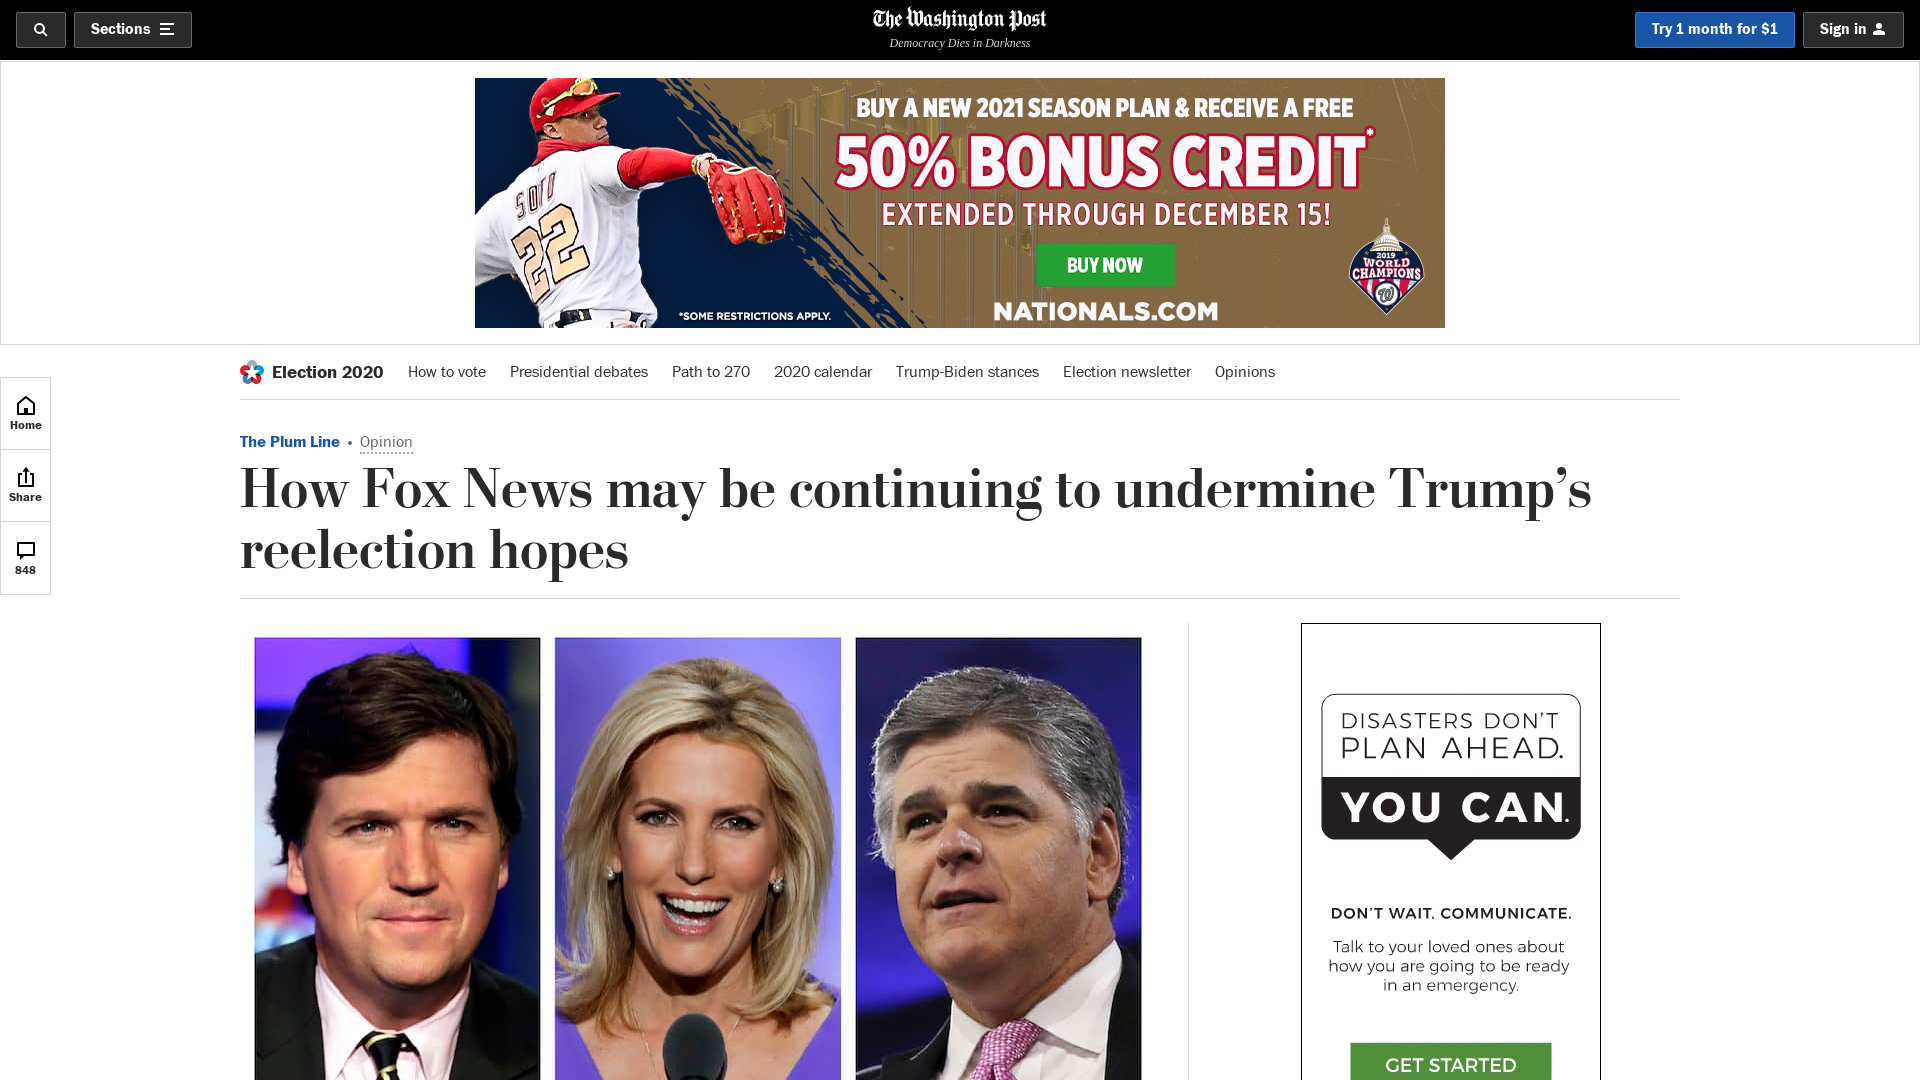 Sections
The Washington Post
Democracy Dies in Darkness
Try 1 month for $1
Sign in
BUY A NEW 2021 SEASON PLAN & RECEIVE A FREE
50% BONUS CREDIT*
EXTENDED THROUGH DECEMBER 15!
BUY NOW
NATIONALS.COM
*SOME RESTRICTIONS APPLY.
22
2019
WORLD
CHAMPIONS
W
Election 2020
How to vote
Presidential debates
Path to 270
2020 calendar
Trump-Biden stances
Election newsletter
Opinions
Home
Share
848
The Plum Line • Opinion
How Fox News may be continuing to undermine Trump’s
reelection hopes
DISASTERS DON’T
PLAN AHEAD.
YOU CAN.
DON’T WAIT. COMMUNICATE.
Talk to your loved ones about
how you are going to be ready
in an emergency.
GET STARTED